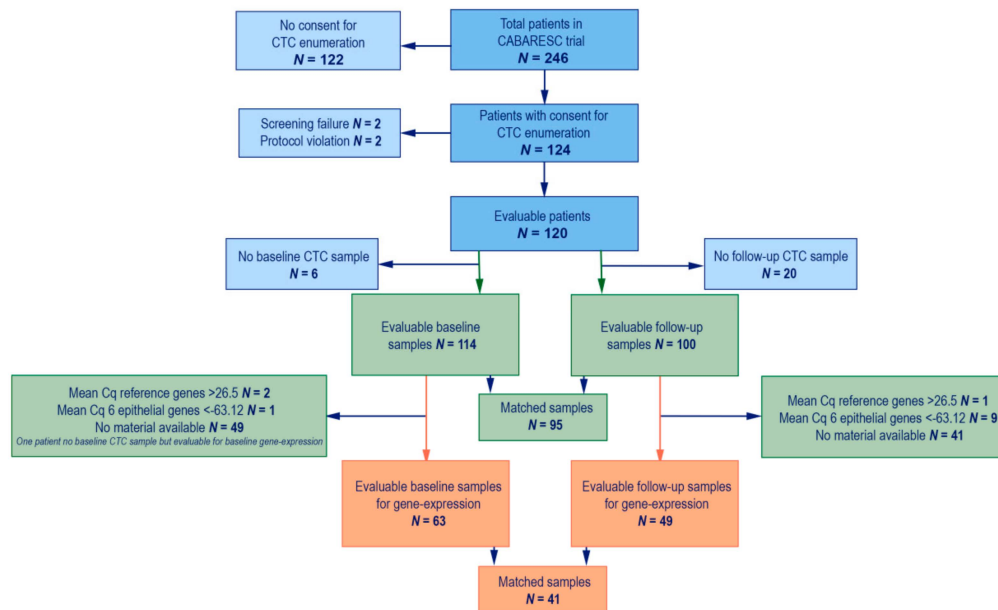 No consent for
CTC enumeration
N = 122
Total patients in
CABARESC trial
N = 246
Screening failure N = 2
Protocol violation N = 2
Patients with consent for
CTC enumeration
N = 124
Evaluable patients
N = 120
No baseline CTC sample
N = 6
No follow-up CTC sample
N = 20
Evaluable baseline
samples N = 114
Evaluable follow-up
samples N = 100
Mean Cq reference genes >26.5 N = 2
Mean Cq 6 epithelial genes <-63.12 N = 1
No material available N = 49
One patient no baseline CTC sample but evaluable for baseline gene-expression
Matched samples
N = 95
Mean Cq reference genes >26.5 N = 1
Mean Cq 6 epithelial genes <-63.12 N = 9
No material available N = 41
Evaluable baseline samples
for gene-expression
N = 63
Evaluable follow-up samples
for gene-expression
N = 49
Matched samples
N = 41